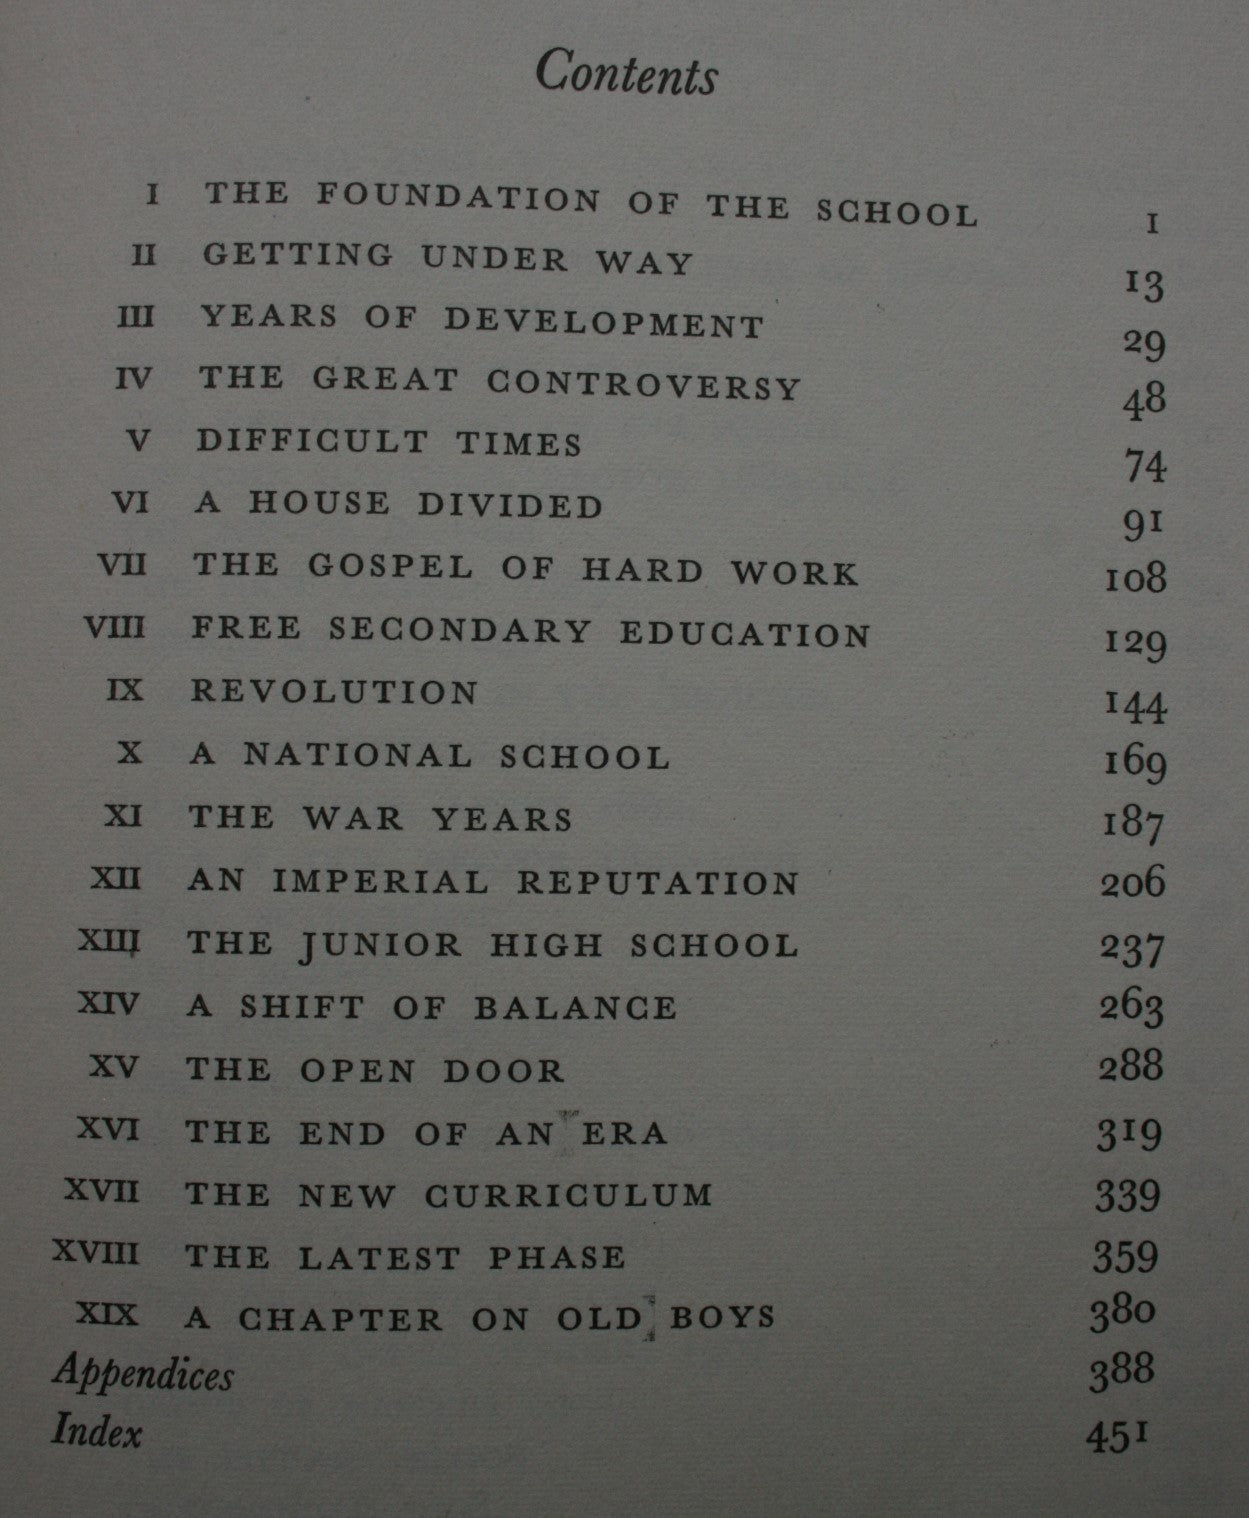 Contents
I THE FOUNDATION OF THE SCHOOL 1
II GETTING UNDER WAY 13
III YEARS OF DEVELOPMENT 29
IV THE GREAT CONTROVERSY 48
V DIFFICULT TIMES 74
VI A HOUSE DIVIDED 91
VII THE GOSPEL OF HARD WORK 108
VIII FREE SECONDARY EDUCATION 129
IX REVOLUTION 144
X A NATIONAL SCHOOL 169
XI THE WAR YEARS 187
XII AN IMPERIAL REPUTATION 206
XIII THE JUNIOR HIGH SCHOOL 237
XIV A SHIFT OF BALANCE 263
XV THE OPEN DOOR 288
XVI THE END OF AN ERA 319
XVII THE NEW CURRICULUM 339
XVIII THE LATEST PHASE 359
XIX A CHAPTER ON OLD BOYS 380
Appendices 388
Index 451